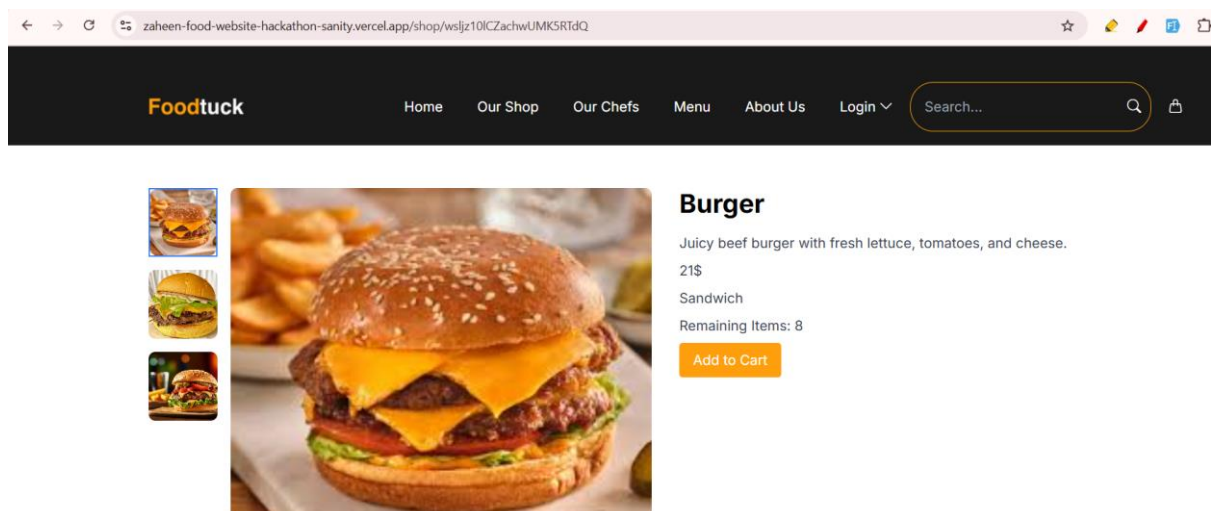 zaheen-food-website-hackathon-sanity.vercel.app/shop/wsljz10lCZachwUMK5RTdQ
Foodtuck
Home
Our Shop
Our Chefs
Menu
About Us
Login
Search...
Burger
Juicy beef burger with fresh lettuce, tomatoes, and cheese.
21$
Sandwich
Remaining Items: 8
Add to Cart